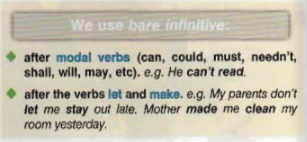 We use bare infinitive:
◆ after modal verbs (can, could, must, needn't,
shall, will, may, etc). e.g. He can't read.
◆ after the verbs let and make. e.g. My parents don't
let me stay out late. Mother made me clean my
room yesterday.